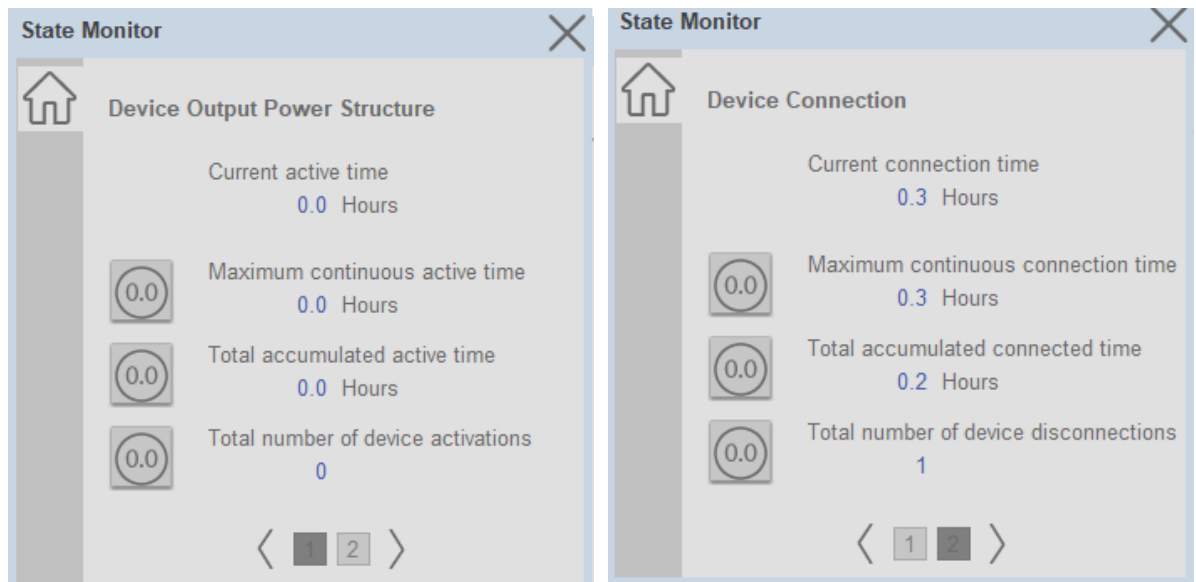 State Monitor
Device Output Power Structure
Current active time
0.0 Hours
0.0
Maximum continuous active time
0.0 Hours
0.0
Total accumulated active time
0.0 Hours
0.0
Total number of device activations
0
1 2
State Monitor
Device Connection
Current connection time
0.3 Hours
0.0
Maximum continuous connection time
0.3 Hours
0.0
Total accumulated connected time
0.2 Hours
0.0
Total number of device disconnections
1
1 2